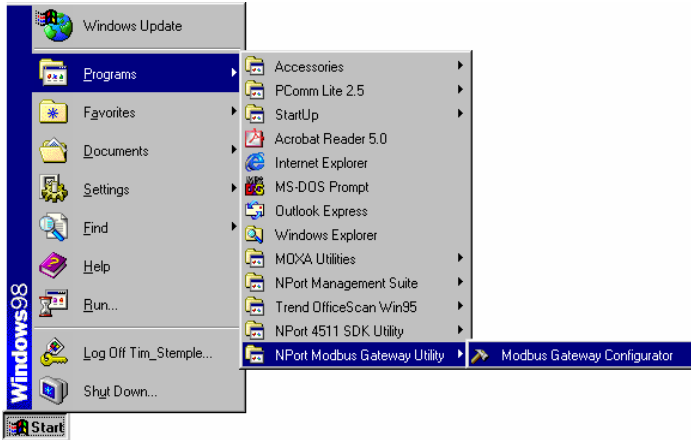 Windows Update
Programs
Favorites
Documents
Settings
Find
Help
Run...
Log Off Tim_Stemple...
Shut Down...
Windows98
Start
Accessories
PComm Lite 2.5
StartUp
Acrobat Reader 5.0
Internet Explorer
MS-DOS Prompt
Outlook Express
Windows Explorer
MOXA Utilities
NPort Management Suite
Trend OfficeScan Win95
NPort 4511 SDK Utility
NPort Modbus Gateway Utility
Modbus Gateway Configurator